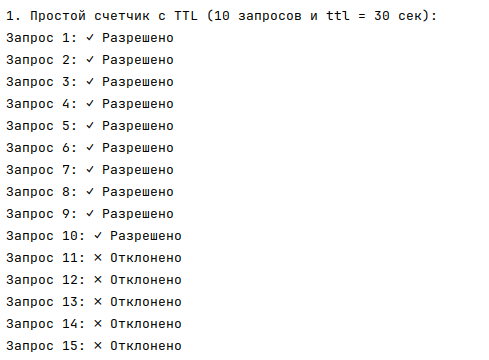 1. Простой счетчик с TTL (10 запросов и ttl = 30 сек):
Запрос 1: ✓ Разрешено
Запрос 2: ✓ Разрешено
Запрос 3: ✓ Разрешено
Запрос 4: ✓ Разрешено
Запрос 5: ✓ Разрешено
Запрос 6: ✓ Разрешено
Запрос 7: ✓ Разрешено
Запрос 8: ✓ Разрешено
Запрос 9: ✓ Разрешено
Запрос 10: ✓ Разрешено
Запрос 11: ✗ Отклонено
Запрос 12: ✗ Отклонено
Запрос 13: ✗ Отклонено
Запрос 14: ✗ Отклонено
Запрос 15: ✗ Отклонено